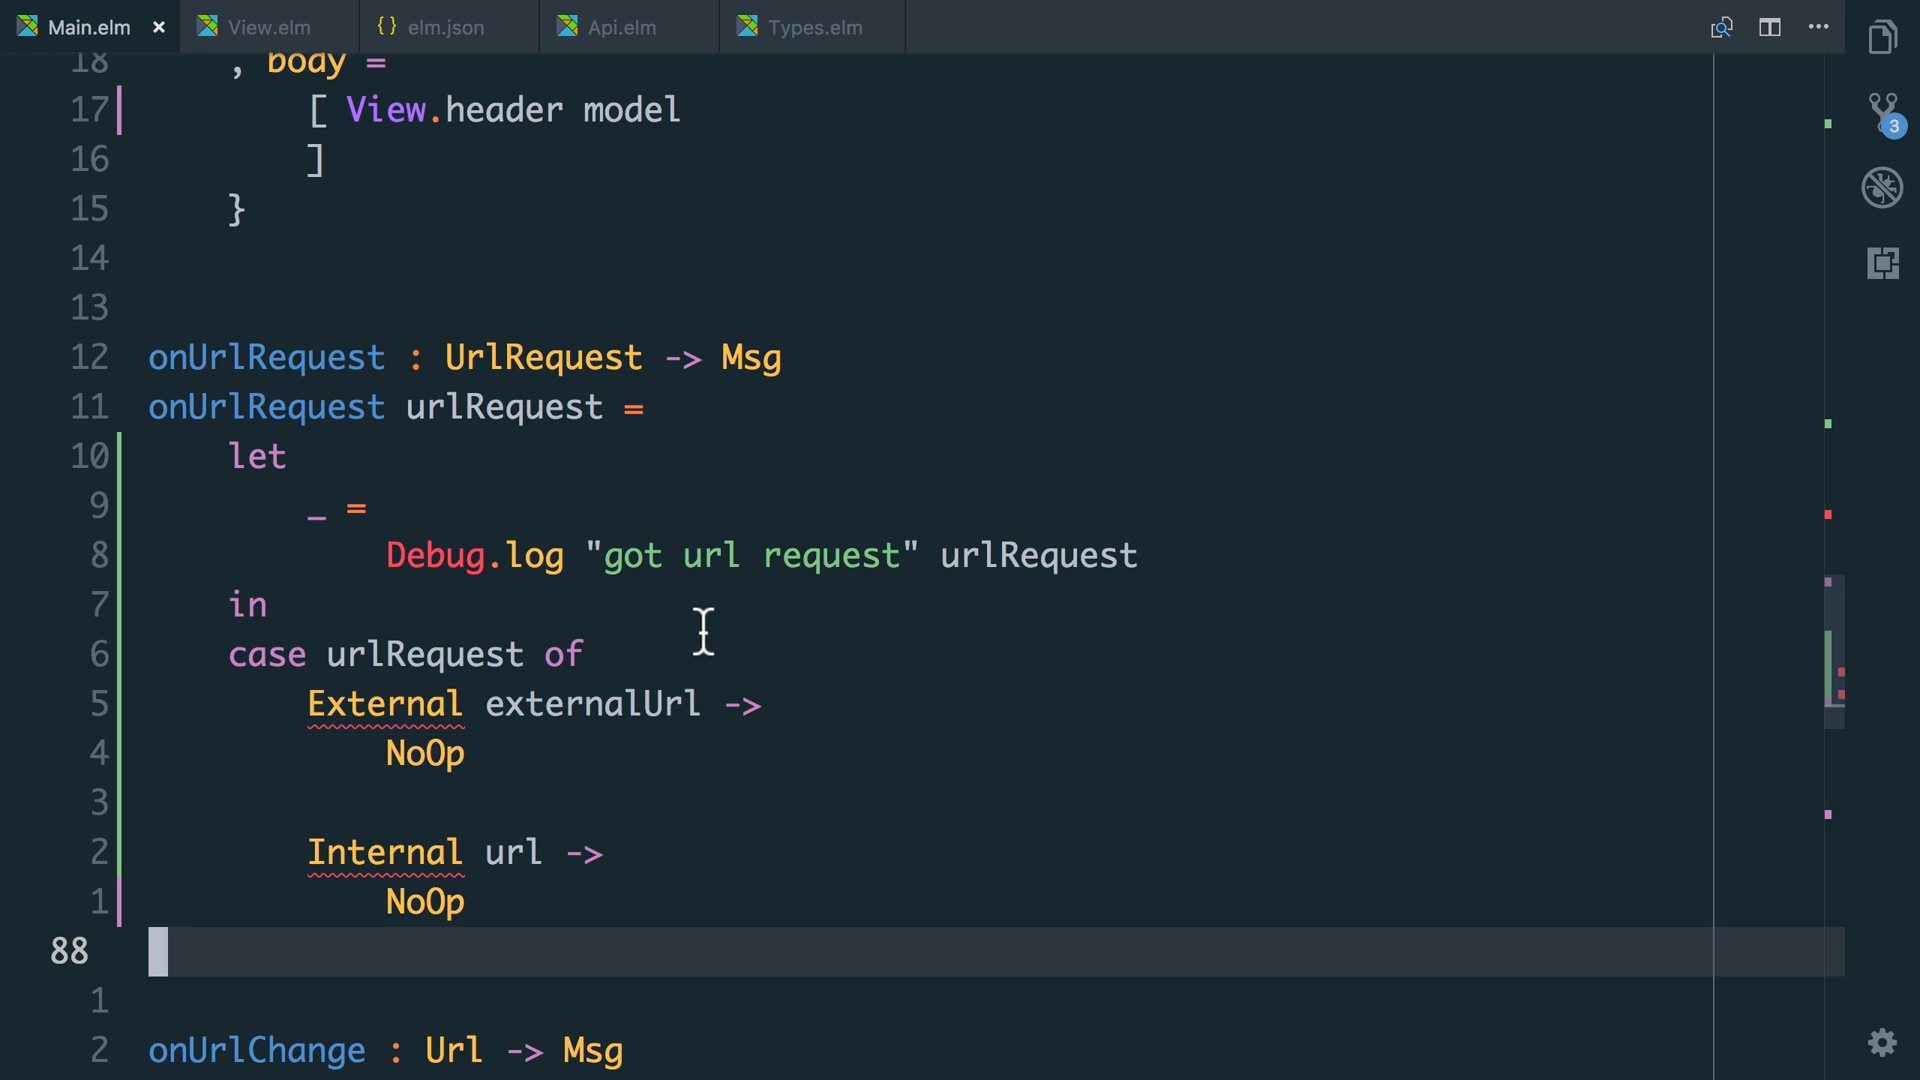 Main.elm × View.elm {} elm.json Api.elm Types.elm ···
18 , body =
17 [ View.header model
16 ]
15 }
14
13
12 onUrlRequest : UrlRequest -> Msg
11 onUrlRequest urlRequest =
10 let
9 _ =
8 Debug.log "got url request" urlRequest
7 in
6 case urlRequest of
5 External externalUrl ->
4 NoOp
3
2 Internal url ->
1 NoOp
88
1
2 onUrlChange : Url -> Msg
3